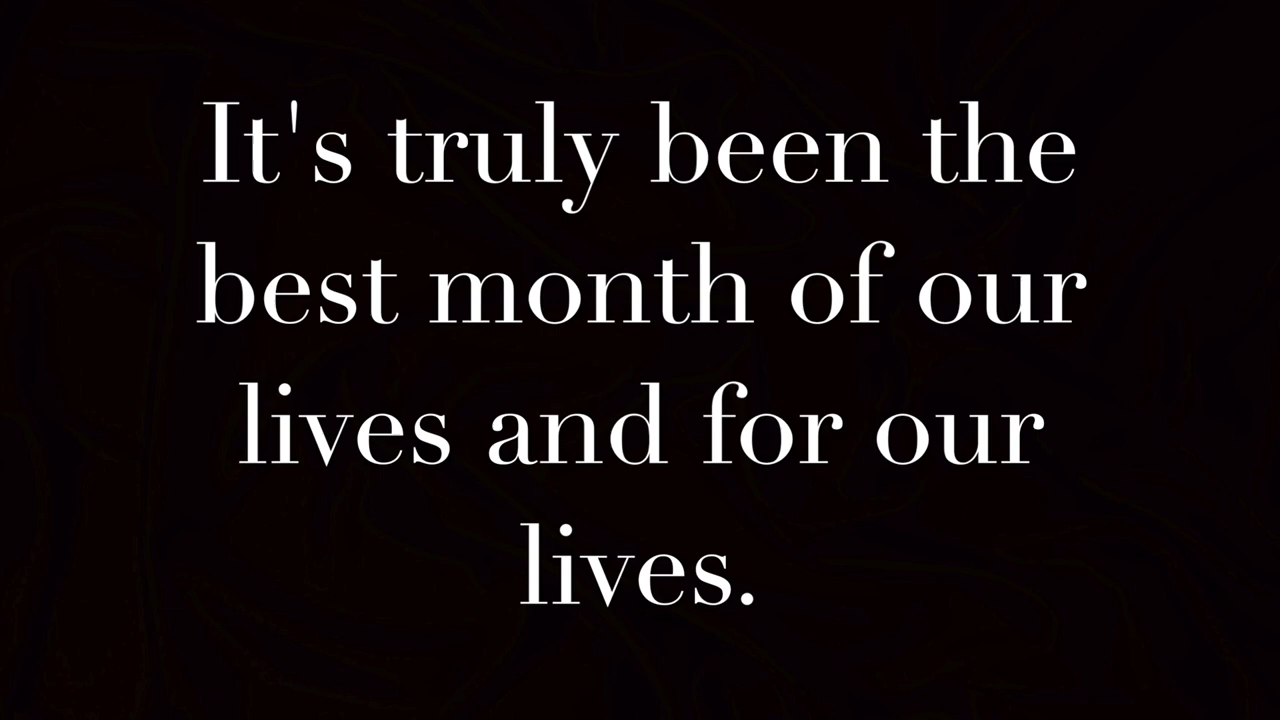 It's truly been the
best month of our
lives and for our
lives.